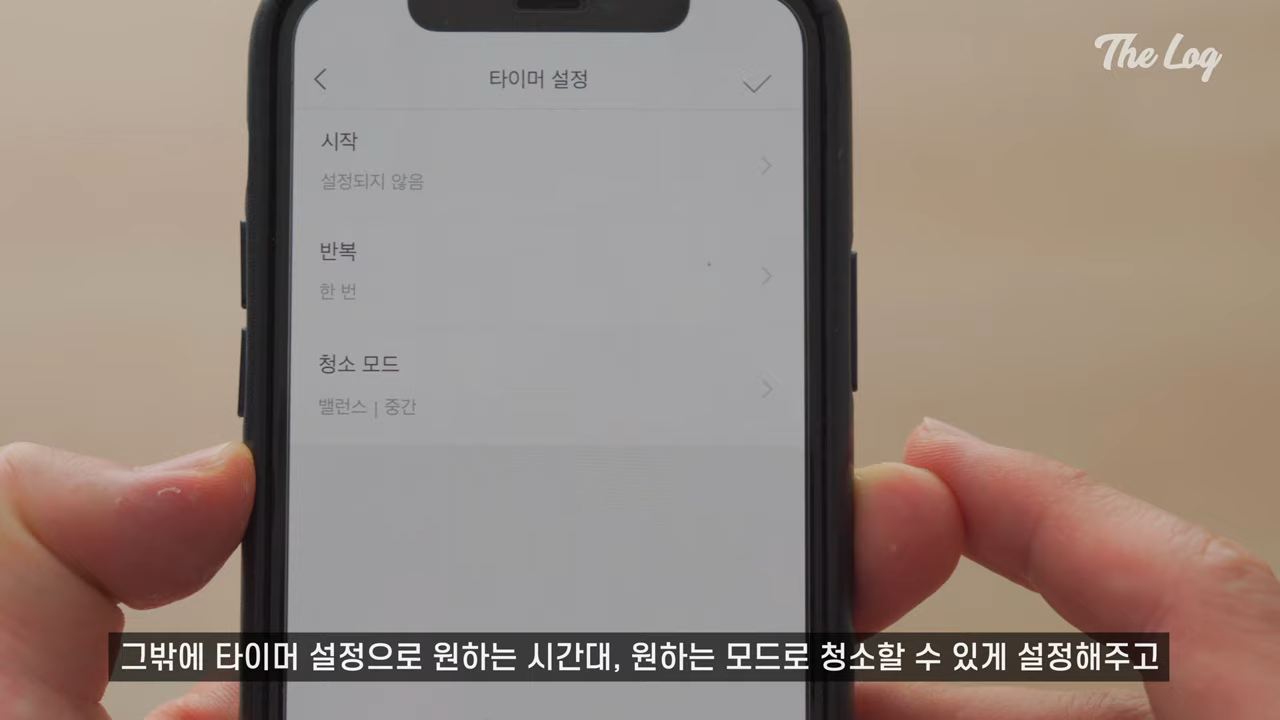 The Log
타이머 설정
시작
설정되지 않음
반복
한 번
청소 모드
밸런스 | 중간
그밖에 타이머 설정으로 원하는 시간대, 원하는 모드로 청소할 수 있게 설정해주고